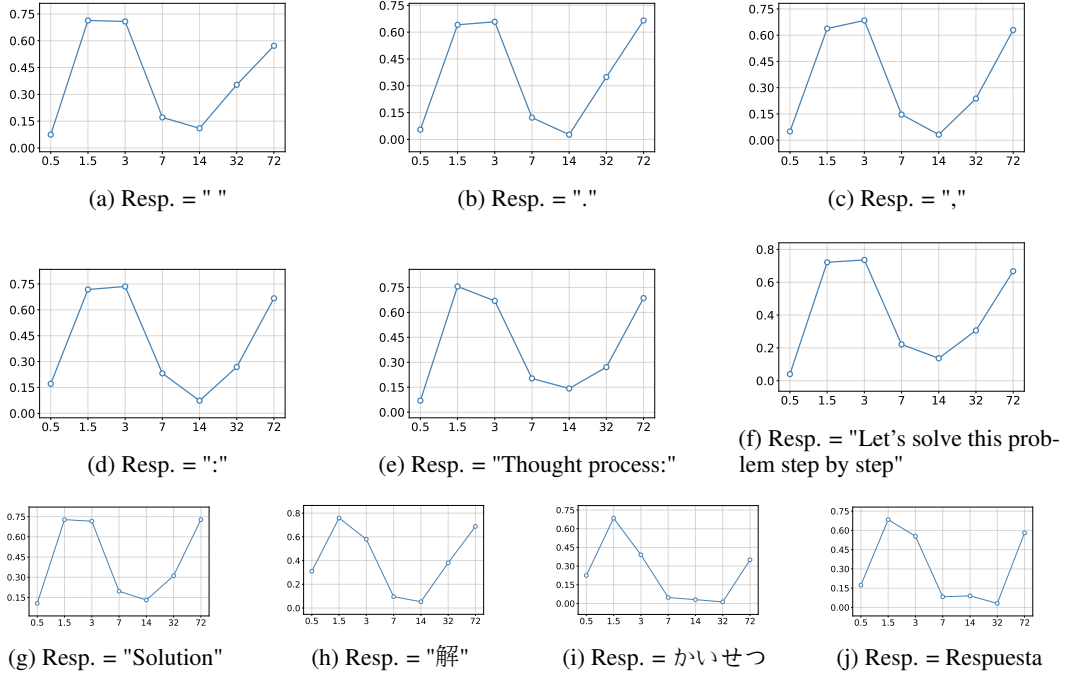 0.75
0.60
0.45
0.30
0.15
0.00
0.5 1.5 3 7 14 32 72
(a) Resp. = " "
0.75
0.60
0.45
0.30
0.15
0.00
0.5 1.5 3 7 14 32 72
(b) Resp. = "."
0.75
0.60
0.45
0.30
0.15
0.00
0.5 1.5 3 7 14 32 72
(c) Resp. = ","
0.75
0.60
0.45
0.30
0.15
0.00
0.5 1.5 3 7 14 32 72
(d) Resp. = ":"
0.75
0.60
0.45
0.30
0.15
0.00
0.5 1.5 3 7 14 32 72
(e) Resp. = "Thought process:"
0.8
0.6
0.4
0.2
0.0
0.5 1.5 3 7 14 32 72
(f) Resp. = "Let's solve this prob-
lem step by step"
0.75
0.60
0.45
0.30
0.15
0.5 1.5 3 7 14 32 72
(g) Resp. = "Solution"
0.8
0.6
0.4
0.2
0.0
0.5 1.5 3 7 14 32 72
(h) Resp. = "解"
0.75
0.60
0.45
0.30
0.15
0.00
0.5 1.5 3 7 14 32 72
(i) Resp. = かいせつ
0.75
0.60
0.45
0.30
0.15
0.00
0.5 1.5 3 7 14 32 72
(j) Resp. = Respuesta